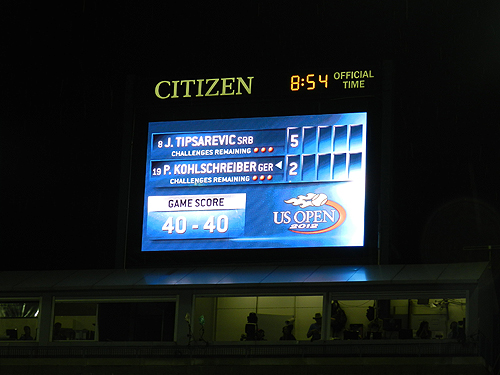 CITIZEN 8:54 OFFICIAL TIME
8 J. TIPSAREVIC SRB 5
CHALLENGES REMAINING
19 P. KOHLSCHREIBER GER 2
CHALLENGES REMAINING
GAME SCORE
40 - 40
US OPEN
2012